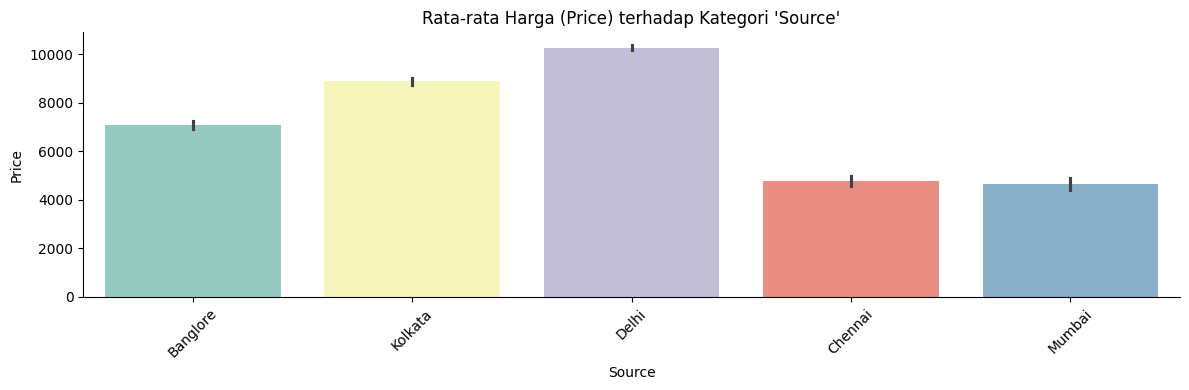 Rata-rata Harga (Price) terhadap Kategori 'Source'
10000
8000
6000
4000
2000
0
Price
Banglore
Kolkata
Delhi
Chennai
Mumbai
Source